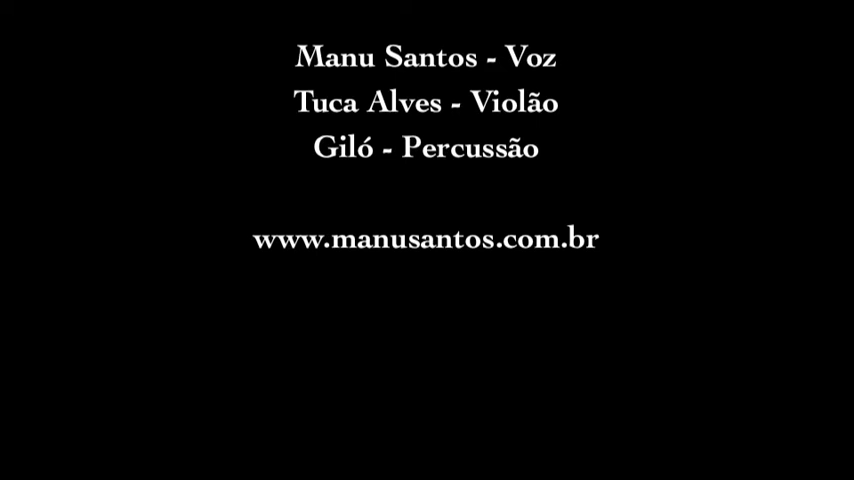 Manu Santos - Voz
Tuca Alves - Violão
Giló - Percussão
www.manusantos.com.br